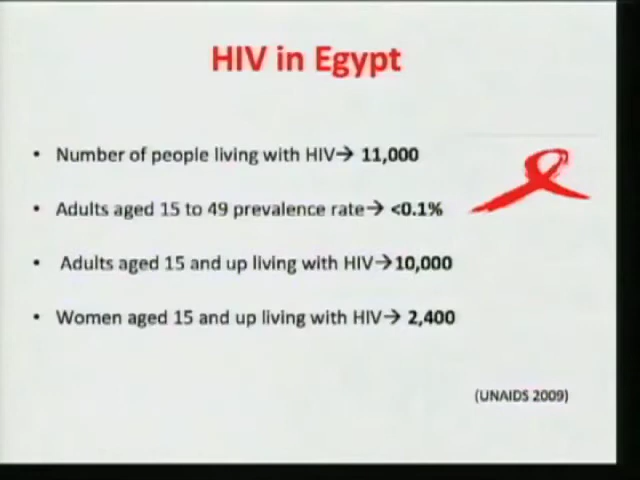 HIV in Egypt
• Number of people living with HIV→ 11,000
• Adults aged 15 to 49 prevalence rate→ <0.1%
• Adults aged 15 and up living with HIV→10,000
• Women aged 15 and up living with HIV→ 2,400
(UNAIDS 2009)